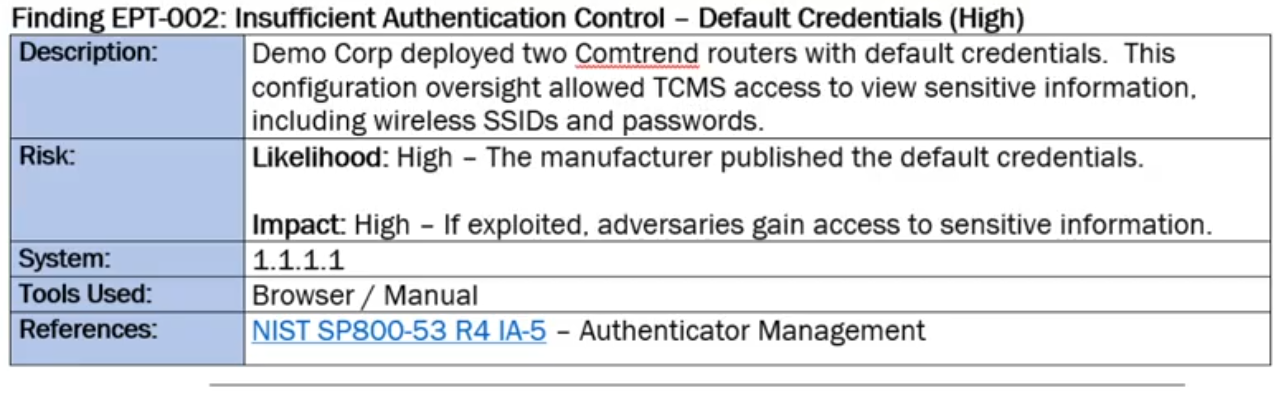 Finding EPT-002: Insufficient Authentication Control – Default Credentials (High)
Description:
Demo Corp deployed two Comtrend routers with default credentials.  This
configuration oversight allowed TCMS access to view sensitive information,
including wireless SSIDs and passwords.
Risk:
Likelihood: High – The manufacturer published the default credentials.
Impact: High – If exploited, adversaries gain access to sensitive information.
System:
1.1.1.1
Tools Used:
Browser / Manual
References:
NIST SP800-53 R4 IA-5 – Authenticator Management